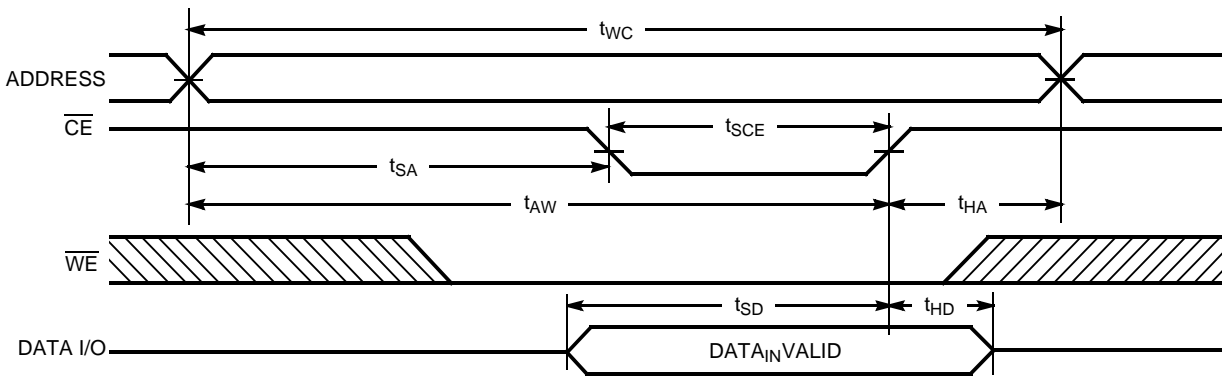 tWC
ADDRESS
CE
tSCE
tSA
tAW
tHA
WE
tSD
tHD
DATA I/O
DATAINVALID